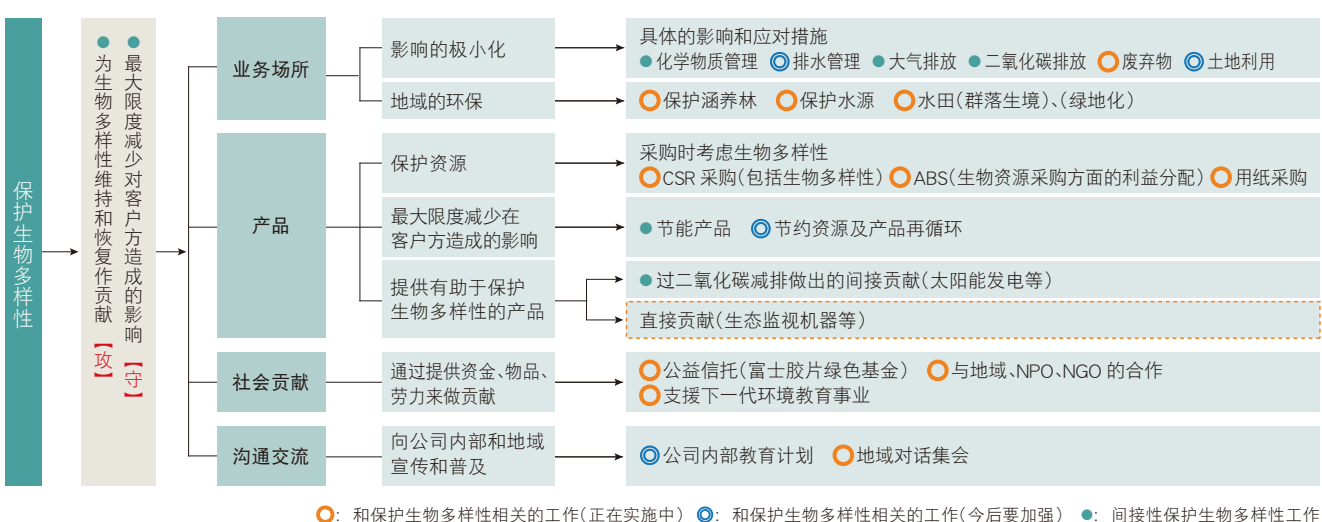 保护生物多样性
●最大限度减少对客户方造成的影响【守】
●为生物多样性维持和恢复作贡献【攻】
业务场所
影响的极小化
具体的影响和应对措施
●化学物质管理 ◎排水管理 ●大气排放 ●二氧化碳排放 ○废弃物 ◎土地利用
地域的环保
○保护涵养林 ○保护水源 ○水田(群落生境)、(绿地化)
产品
保护资源
采购时考虑生物多样性
○CSR 采购(包括生物多样性) ○ABS(生物资源采购方面的利益分配) ○用纸采购
最大限度减少在
客户方造成的影响
●节能产品 ◎节约资源及产品再循环
提供有助于保护
生物多样性的产品
●过二氧化碳减排做出的间接贡献(太阳能发电等)
直接贡献(生态监视机器等)
社会贡献
通过提供资金、物品、
劳力来做贡献
○公益信托(富士胶片绿色基金) ○与地域、NPO、NGO 的合作
○支援下一代环境教育事业
沟通交流
向公司内部和地域
宣传和普及
◎公司内部教育计划 ○地域对话集会
○: 和保护生物多样性相关的工作(正在实施中) ◎: 和保护生物多样性相关的工作(今后要加强) ●: 间接性保护生物多样性工作